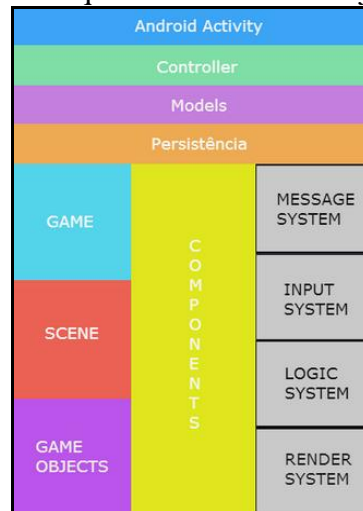 Android Activity
Controller
Models
Persistência
GAME
SCENE
GAME
OBJECTS
C
O
M
P
O
N
E
N
T
S
MESSAGE
SYSTEM
INPUT
SYSTEM
LOGIC
SYSTEM
RENDER
SYSTEM